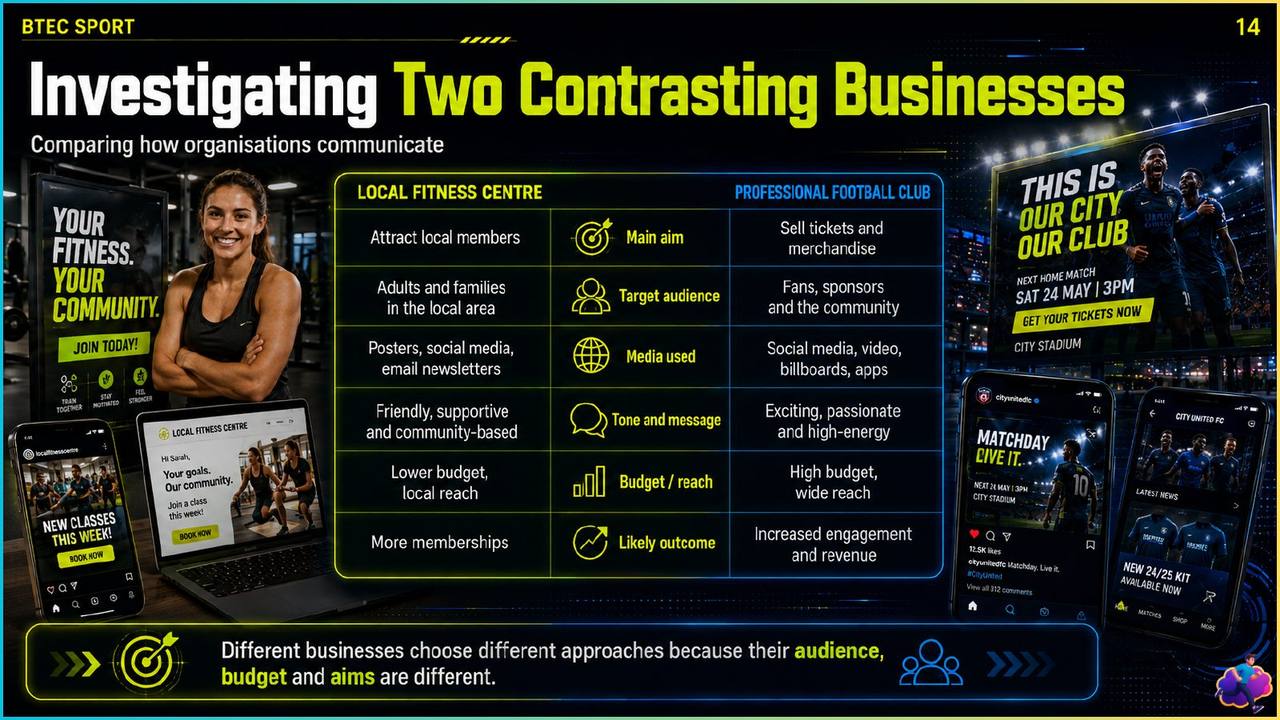 BTEC SPORT
14
Investigating Two Contrasting Businesses
Comparing how organisations communicate
YOUR
FITNESS.
YOUR
COMMUNITY.
JOIN TODAY!
TRAIN
TOGETHER
STAY
MOTIVATED
FEEL
STRONGER
localfitnesscentre
NEW CLASSES
THIS WEEK!
BOOK NOW
LOCAL FITNESS CENTRE
Hi Sarah,
Your goals.
Our community.
Join a class
this week!
BOOK NOW
LOCAL FITNESS CENTRE
PROFESSIONAL FOOTBALL CLUB
Attract local members
Main aim
Sell tickets and
merchandise
Adults and families
in the local area
Target audience
Fans, sponsors
and the community
Posters, social media,
email newsletters
Media used
Social media, video,
billboards, apps
Friendly, supportive
and community-based
Tone and message
Exciting, passionate
and high-energy
Lower budget,
local reach
Budget / reach
High budget,
wide reach
More memberships
Likely outcome
Increased engagement
and revenue
THIS IS
OUR CITY
OUR CLUB
NEXT HOME MATCH
SAT 24 MAY | 3PM
GET YOUR TICKETS NOW
CITY STADIUM
cityunitedfc
MATCHDAY
LIVE IT.
NEXT 24 MAY | 3PM
CITY STADIUM
10
12.5K likes
cityunitedfc Matchday. Live it.
#CityUnited
View all 312 comments
CITY UNITED FC
LATEST NEWS
NEW 24/25 KIT
AVAILABLE NOW
HOME
MATCHES
SHOP
MORE
Different businesses choose different approaches because their audience,
budget and aims are different.